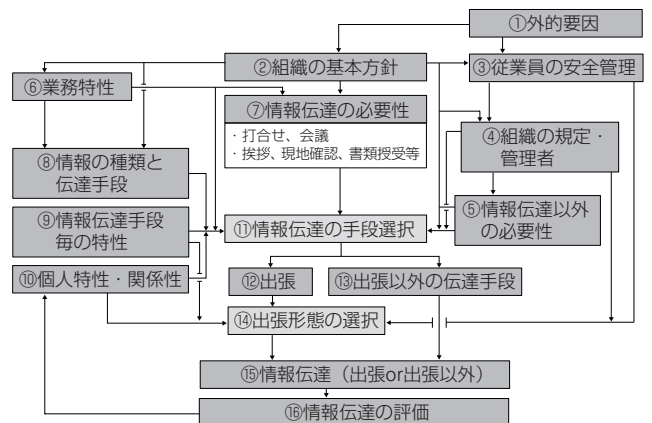 ①外的要因
②組織の基本方針
③従業員の安全管理
⑥業務特性
⑦情報伝達の必要性
・打合せ、会議
・挨拶、現地確認、書類授受等
④組織の規定・
管理者
⑧情報の種類と
伝達手段
⑤情報伝達以外
の必要性
⑨情報伝達手段
毎の特性
⑪情報伝達の手段選択
⑩個人特性・関係性
⑫出張
⑬出張以外の伝達手段
⑭出張形態の選択
⑮情報伝達（出張or出張以外）
⑯情報伝達の評価